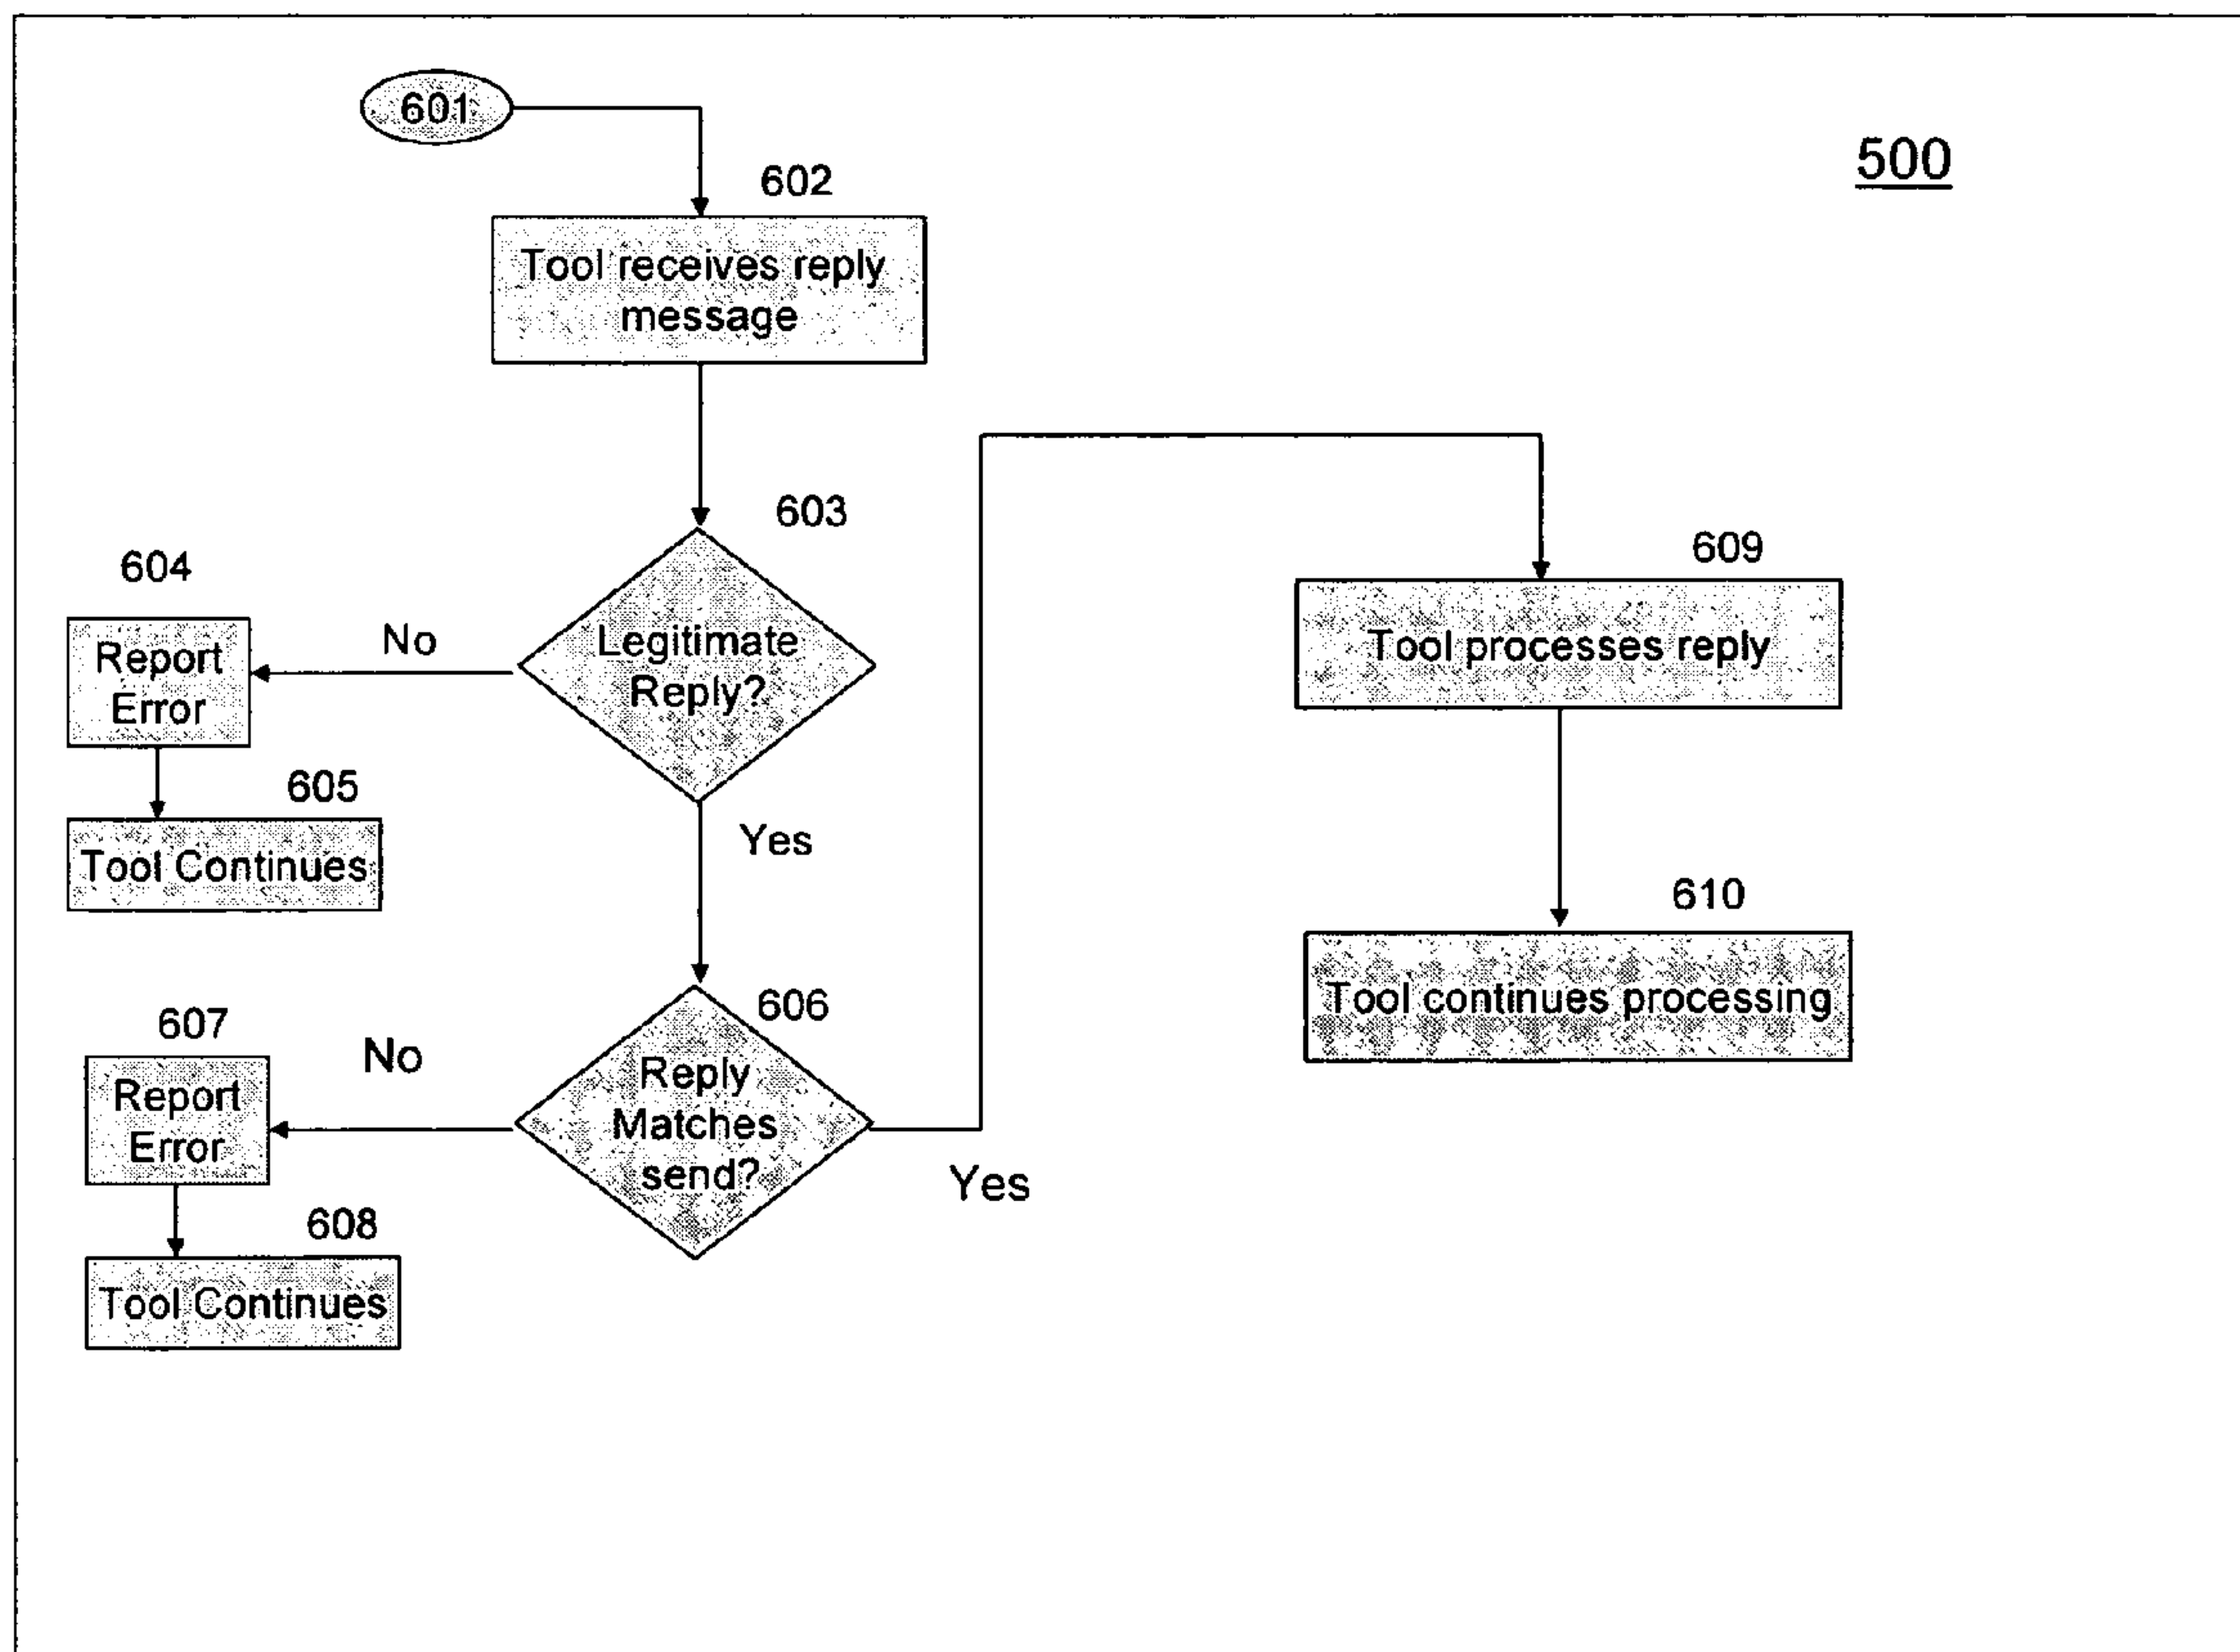 601
500
602
Tool receives reply
message
603
Legitimate
Reply?
No
604
Report
Error
605
Tool Continues
Yes
606
Reply
Matches
send?
No
607
Report
Error
608
Tool Continues
Yes
609
Tool processes reply
610
Tool continues processing